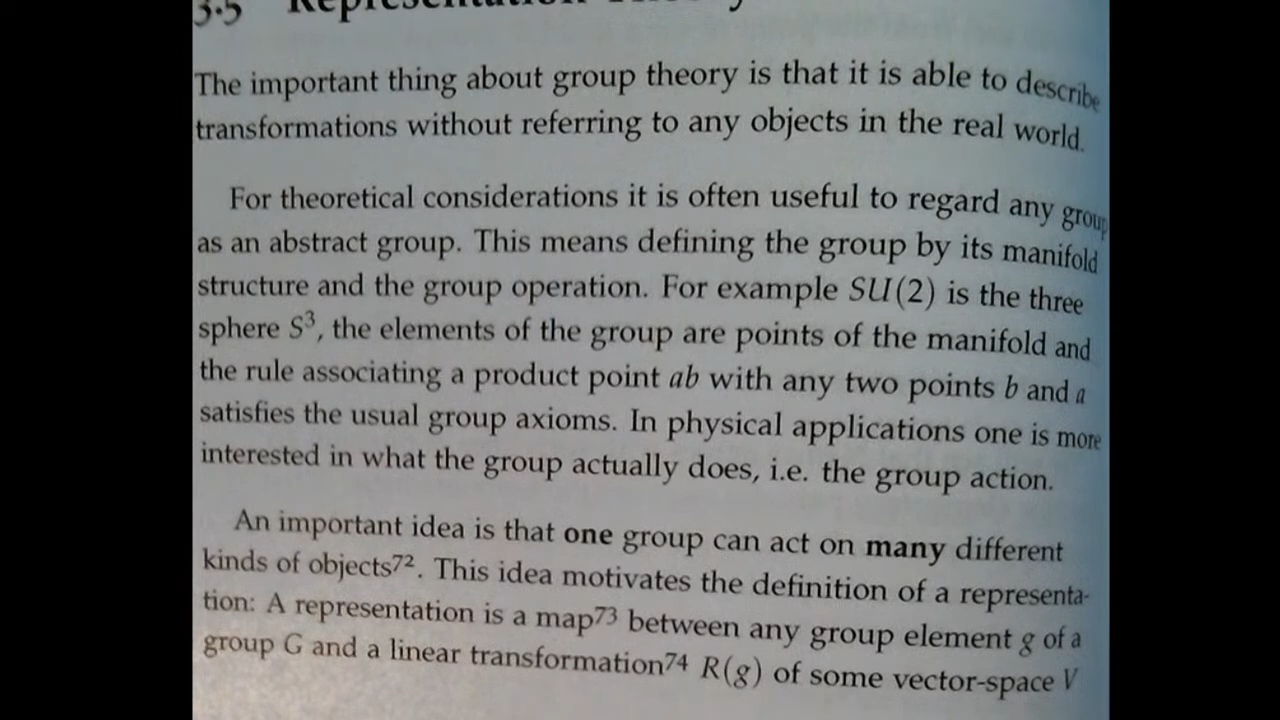 3.5 Representation Theory
The important thing about group theory is that it is able to describe
transformations without referring to any objects in the real world.
For theoretical considerations it is often useful to regard any group
as an abstract group. This means defining the group by its manifold
structure and the group operation. For example SU(2) is the three
sphere S³, the elements of the group are points of the manifold and
the rule associating a product point ab with any two points b and a
satisfies the usual group axioms. In physical applications one is more
interested in what the group actually does, i.e. the group action.
An important idea is that one group can act on many different
kinds of objects⁷². This idea motivates the definition of a representa-
tion: A representation is a map⁷³ between any group element g of a
group G and a linear transformation⁷⁴ R(g) of some vector-space V